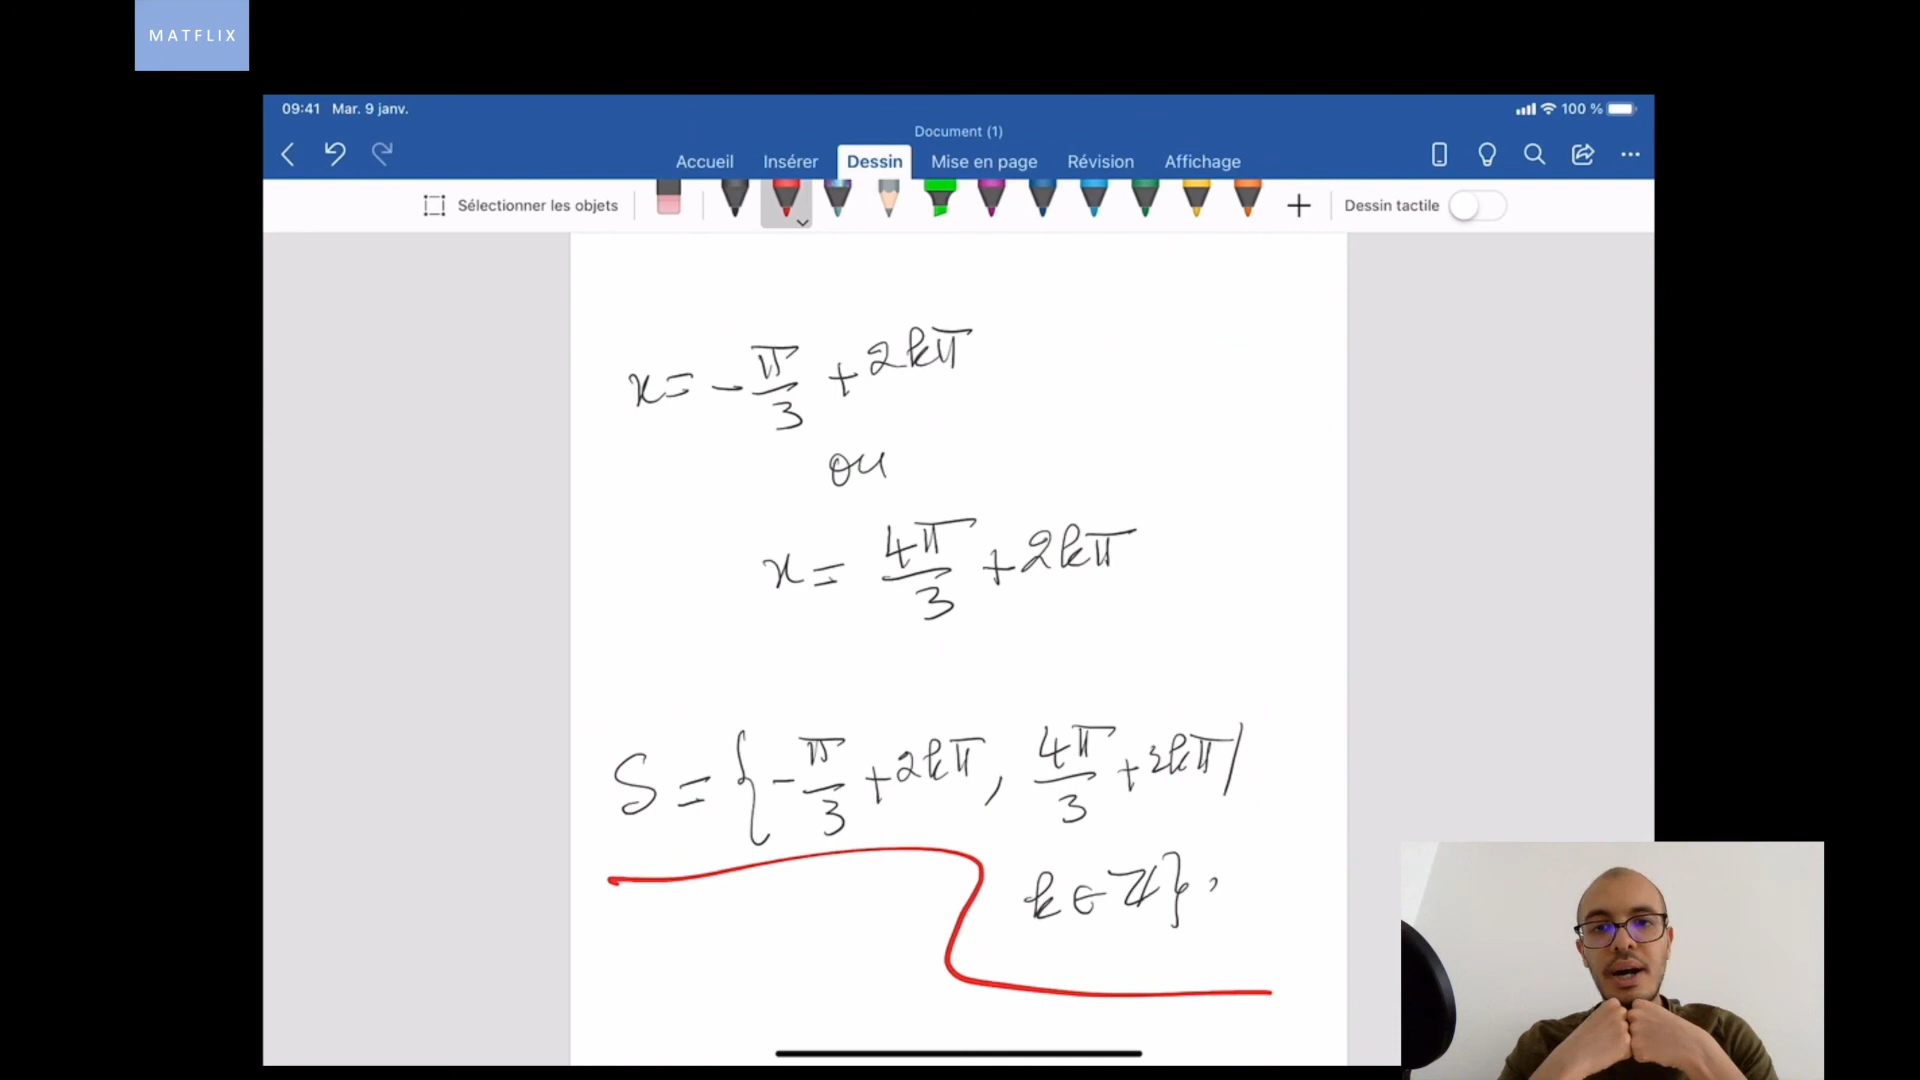 MATFLIX
09:41 Mar. 9 janv.
100 %
Document (1)
Accueil Insérer Dessin Mise en page Révision Affichage
Sélectionner les objets
Dessin tactile
x = -π/3 + 2kπ
ou
x = 4π/3 + 2kπ
S = { -π/3 + 2kπ, 4π/3 + 2kπ /
k ∈ ℤ } ,